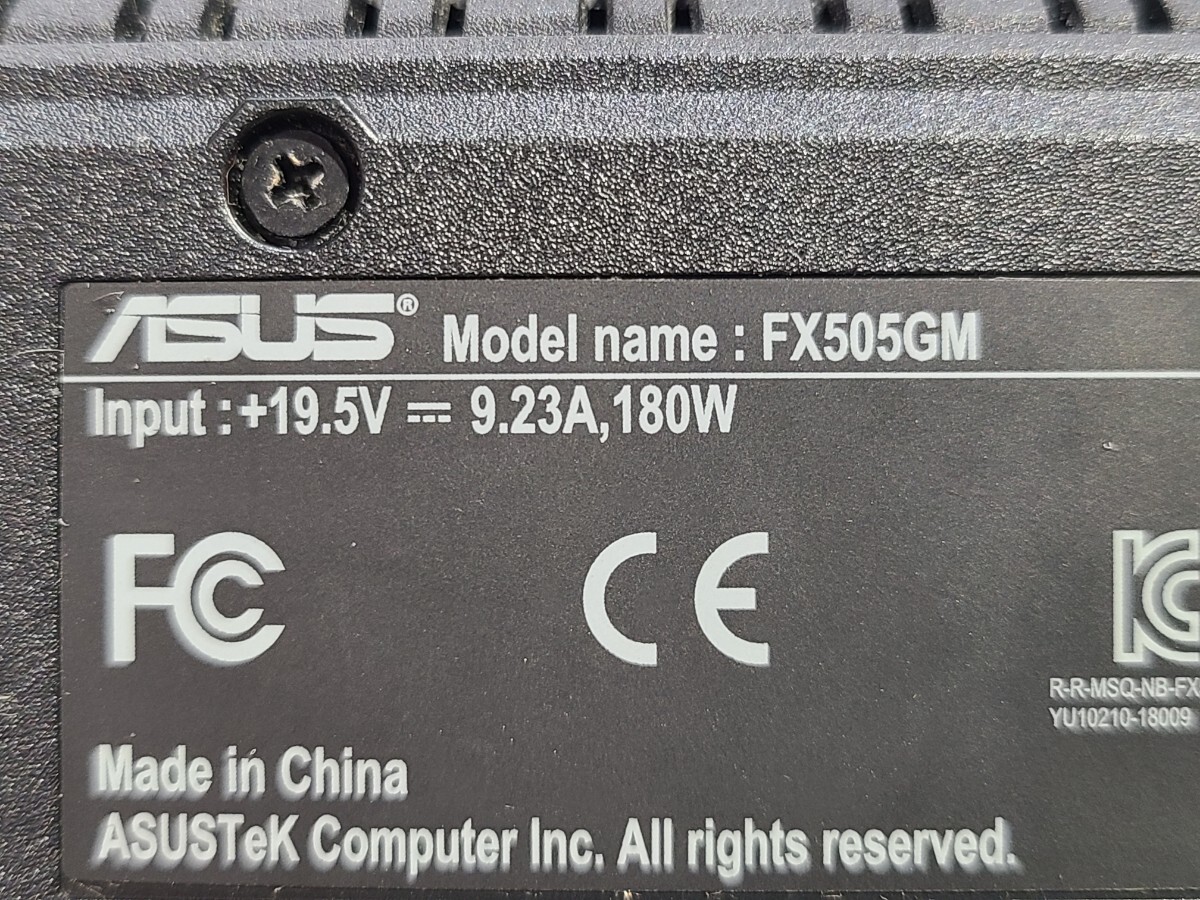 ASUS® Model name : FX505GM
Input : +19.5V ⎓ 9.23A,180W
FC CE
R-R-MSQ-NB-FX
YU10210-18009
Made in China
ASUSTeK Computer Inc. All rights reserved.